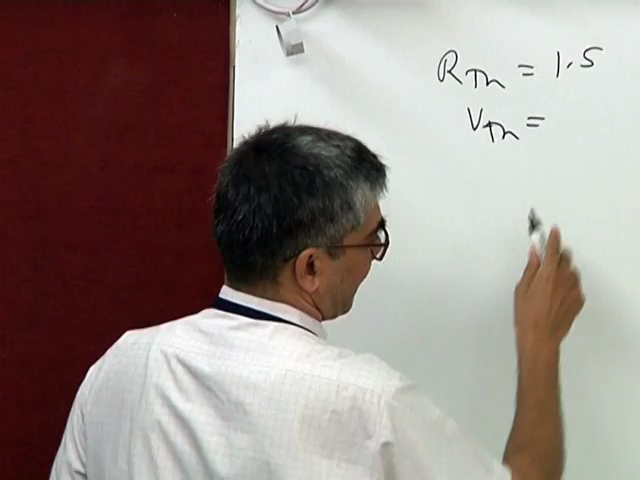 RTh = 1.5
VTh =